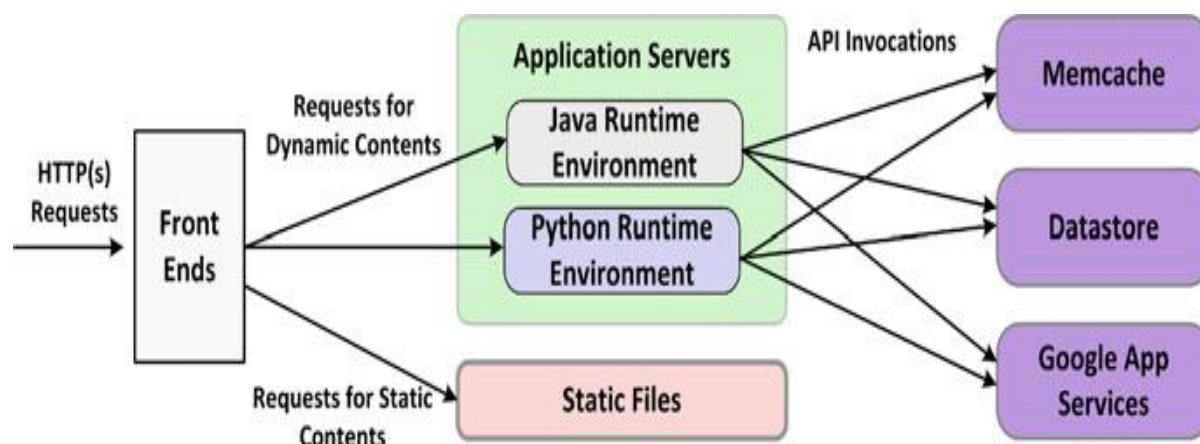 HTTP(s)
Requests
Front
Ends
Requests for
Dynamic Contents
Requests for Static
Contents
Application Servers
Java Runtime
Environment
Python Runtime
Environment
Static Files
API Invocations
Memcache
Datastore
Google App
Services